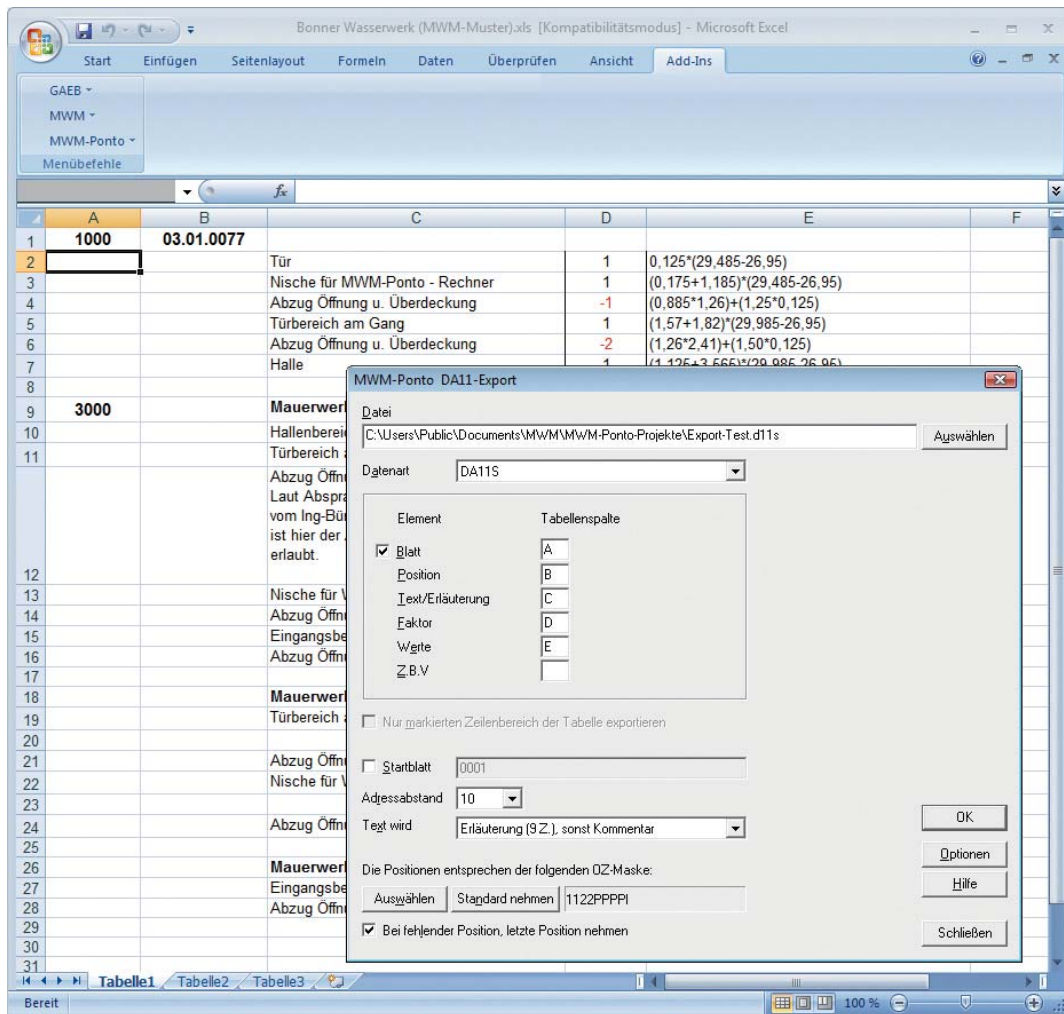 Bonner Wasserwerk (MWM-Muster).xls [Kompatibilitätsmodus] - Microsoft Excel
Start Einfügen Seitenlayout Formeln Daten Überprüfen Ansicht Add-Ins
GAEB
MWM
MWM-Ponto
Menübefehle
fx
A B C D E F
1 1000 03.01.0077
2 Tür 1 0,125*(29,485-26,95)
3 Nische für MWM-Ponto - Rechner 1 (0,175+1,185)*(29,485-26,95)
4 Abzug Öffnung u. Überdeckung -1 (0,885*1,26)+(1,25*0,125)
5 Türbereich am Gang 1 (1,57+1,82)*(29,985-26,95)
6 Abzug Öffnung u. Überdeckung -2 (1,26*2,41)+(1,50*0,125)
7 Halle 1 (1,125+3,565)*(29,985-26,95)
8
9 3000 Mauerwerk
10 Hallenberei
11 Türbereich a
Abzug Öffnu
Laut Abspra
vom Ing-Bür
ist hier der
12 erlaubt.
13 Nische für V
14 Abzug Öffnu
15 Eingangsbe
16 Abzug Öffnu
17
18 Mauerwerk
19 Türbereich a
20
21 Abzug Öffnu
22 Nische für V
23
24 Abzug Öffnu
25
26 Mauerwerk
27 Eingangsbe
28 Abzug Öffnu
29
30
31
MWM-Ponto DA11-Export
Datei
C:\Users\Public\Documents\MWM\MWM-Ponto-Projekte\Export-Test.d11s Auswählen
Datenart DA11S
Element Tabellenspalte
Blatt A
Position B
Text/Erläuterung C
Faktor D
Werte E
Z.B.V
Nur markierten Zeilenbereich der Tabelle exportieren
Startblatt 0001
Adressabstand 10
Text wird Erläuterung (9 Z.), sonst Kommentar
Die Positionen entsprechen der folgenden OZ-Maske:
Auswählen Standard nehmen 1122PPPPI
Bei fehlender Position, letzte Position nehmen
OK
Optionen
Hilfe
Schließen
Tabelle1 Tabelle2 Tabelle3
Bereit 100 %